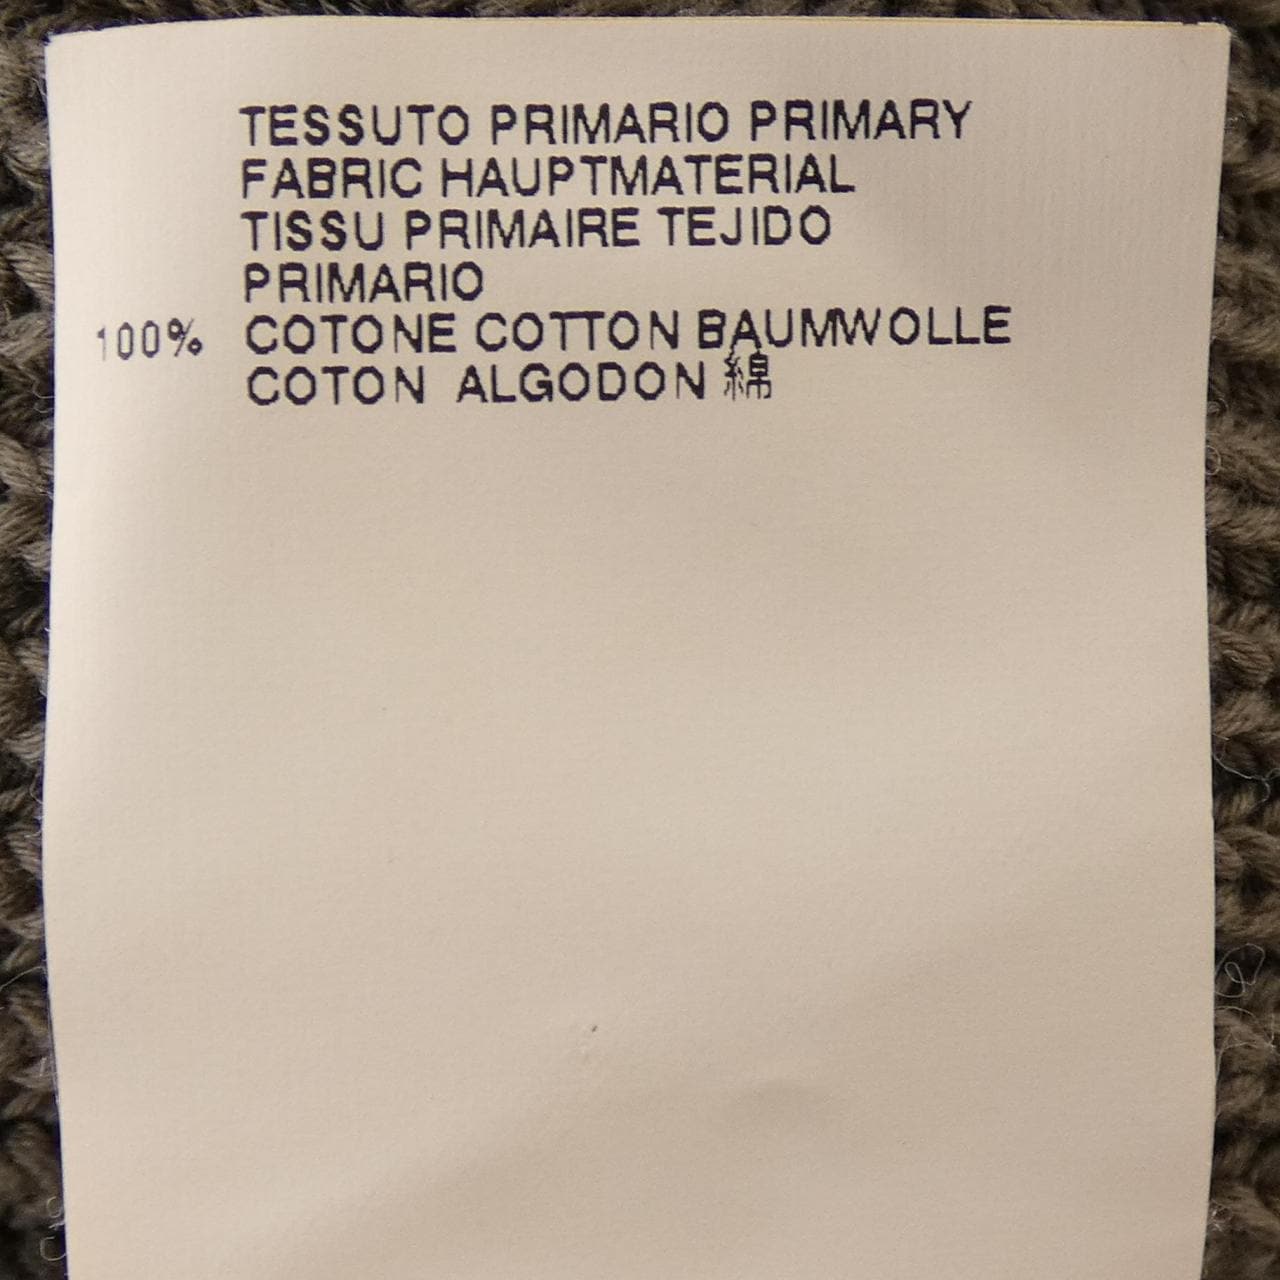 TESSUTO PRIMARIO PRIMARY
FABRIC HAUPTMATERIAL
TISSU PRIMAIRE TEJIDO
PRIMARIO
100% COTONE COTTON BAUMWOLLE
COTON ALGODON 綿